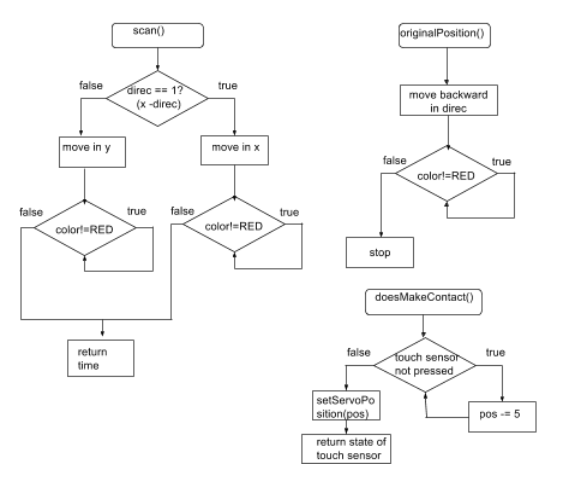 scan()
false
direc == 1?
(x -direc)
true
move in y
move in x
false
color!=RED
true
false
color!=RED
true
return
time
originalPosition()
move backward
in direc
false
color!=RED
true
stop
doesMakeContact()
false
touch sensor
not pressed
true
setServoPo
sition(pos)
pos -= 5
return state of
touch sensor